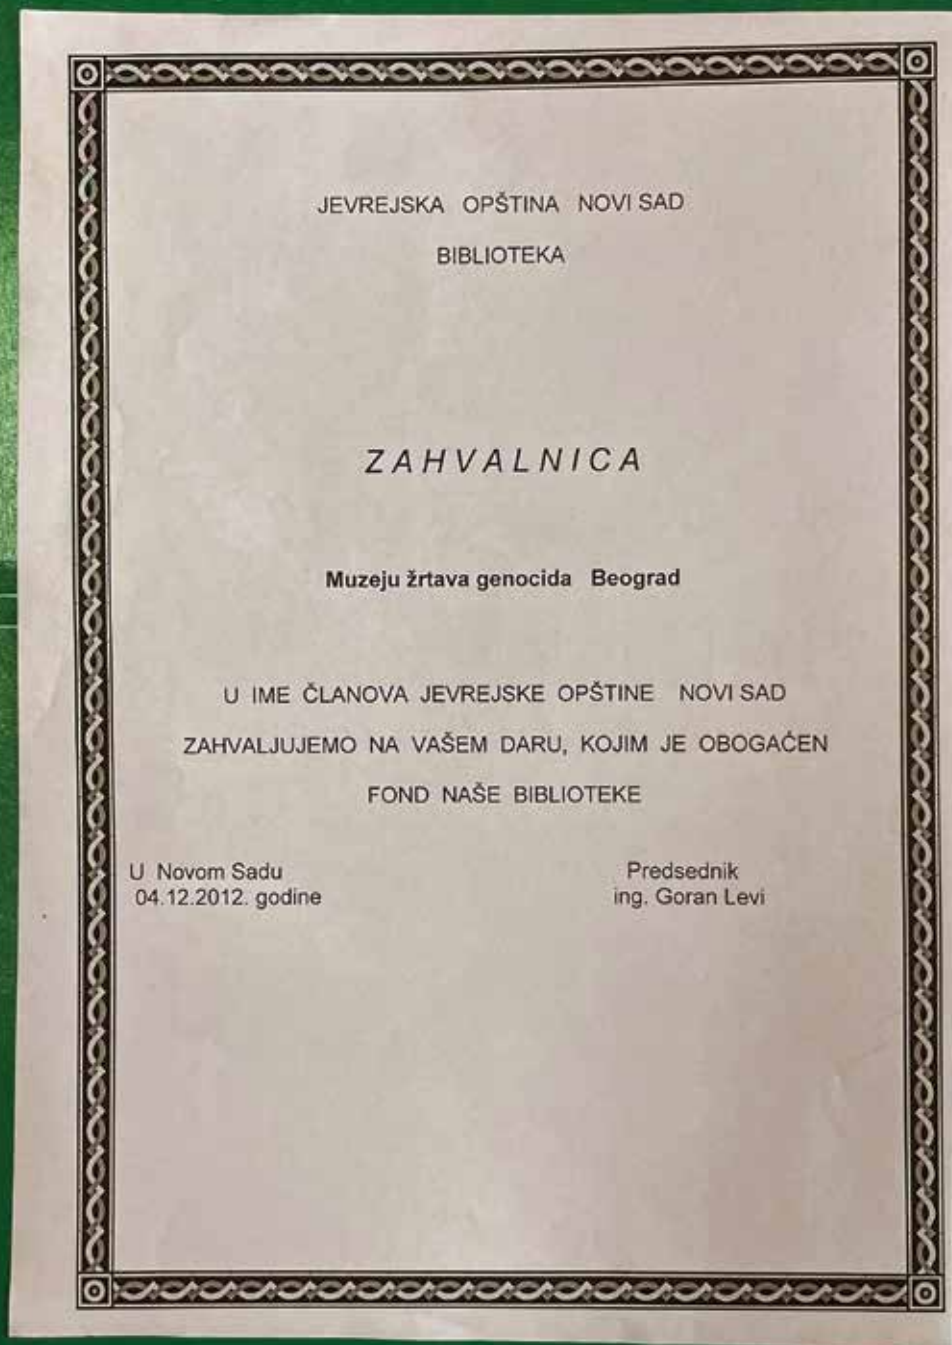 JEVREJSKA OPŠTINA NOVI SAD
BIBLIOTEKA
ZAHVALNICA
Muzeju žrtava genocida Beograd
U IME ČLANOVA JEVREJSKE OPŠTINE NOVI SAD
ZAHVALJUJEMO NA VAŠEM DARU, KOJIM JE OBOGAĆEN
FOND NAŠE BIBLIOTEKE
U Novom Sadu
04.12.2012. godine
Predsednik
ing. Goran Levi